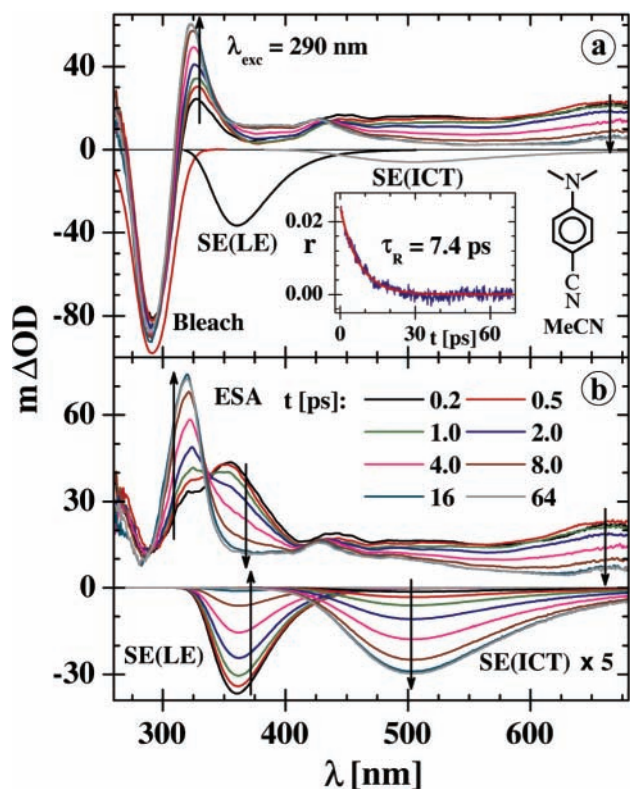 60
40
0
-40
-80
λexc = 290 nm
a
SE(ICT)
SE(LE)
Bleach
0.02
r
0.00
τR = 7.4 ps
0 30 60
t [ps]
N
C
N
MeCN
m ΔOD
60
30
0
-30
ESA
t [ps]:
b
0.2 0.5
1.0 2.0
4.0 8.0
16 64
SE(LE)
SE(ICT) x 5
300 400 500 600
λ [nm]